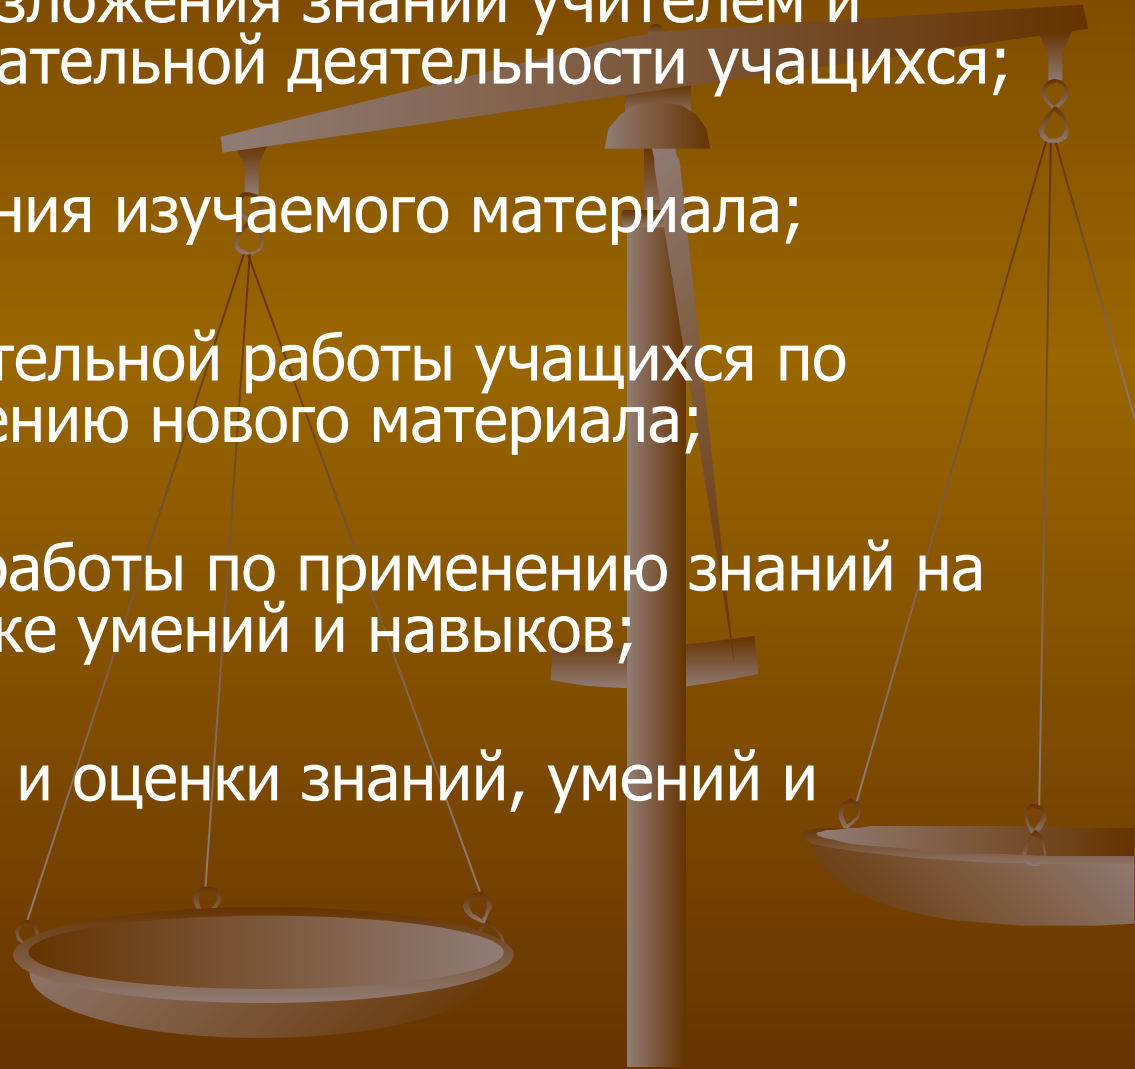 зложения знаний учителем и
ательной деятельности учащихся;
ния изучаемого материала;
тельной работы учащихся по
ению нового материала;
работы по применению знаний на
ке умений и навыков;
и оценки знаний, умений и